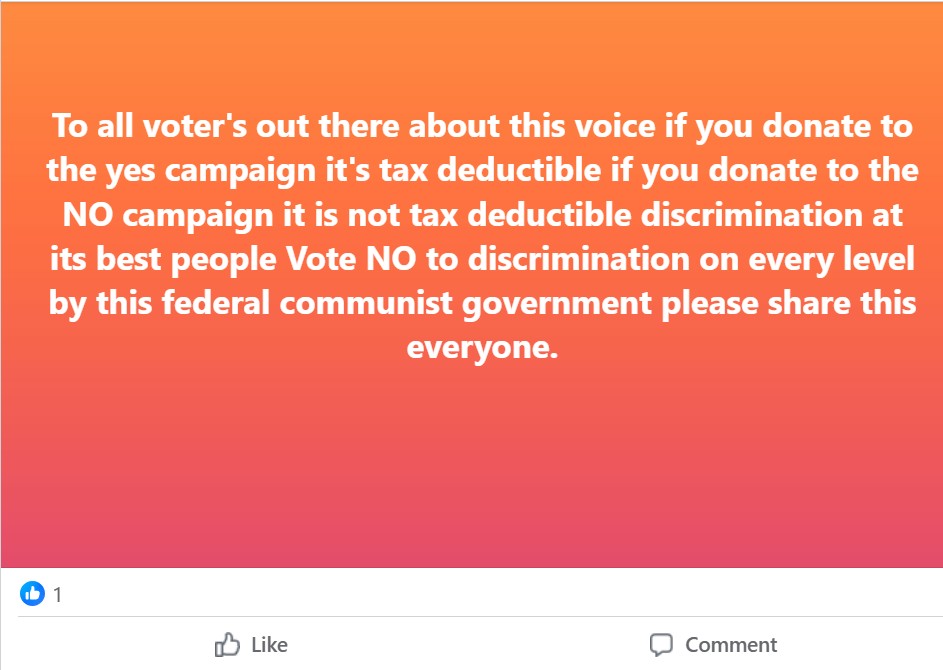 To all voter's out there about this voice if you donate to
the yes campaign it's tax deductible if you donate to the
NO campaign it is not tax deductible discrimination at
its best people Vote NO to discrimination on every level
by this federal communist government please share this
everyone.
1
Like
Comment